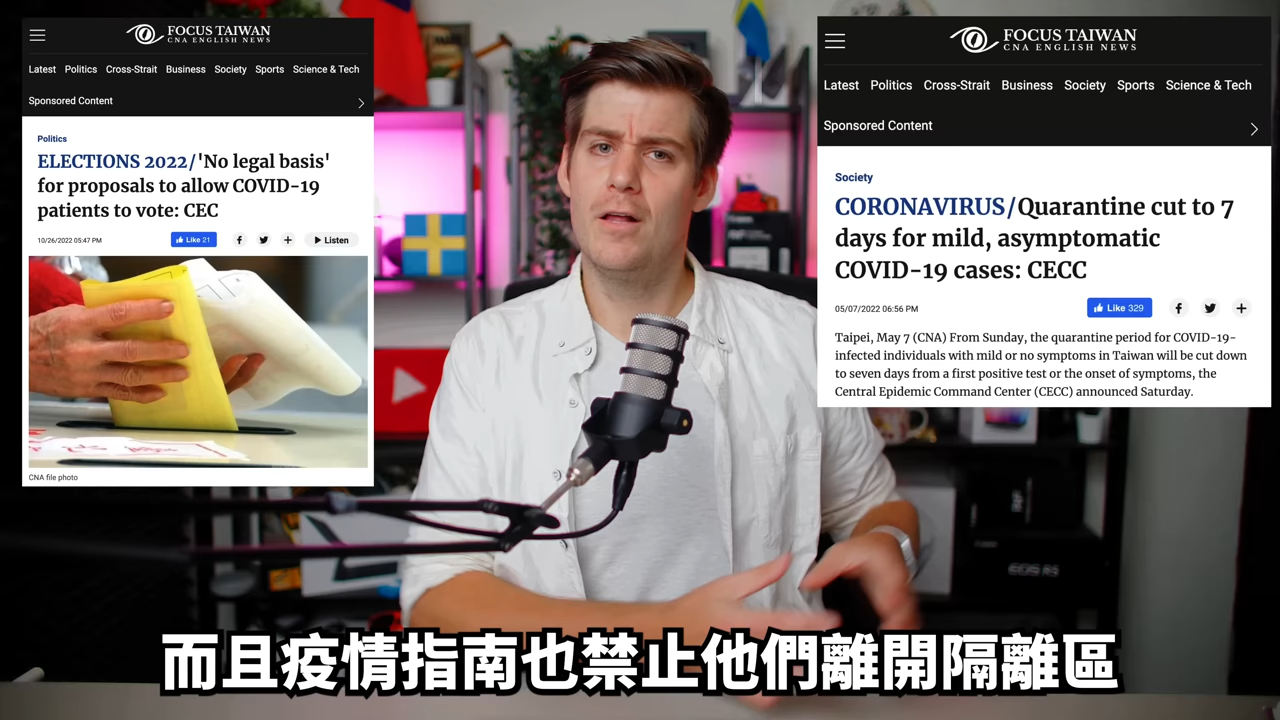 FOCUS TAIWAN
CNA ENGLISH NEWS
Latest Politics Cross-Strait Business Society Sports Science & Tech
Sponsored Content
Politics
ELECTIONS 2022/'No legal basis'
for proposals to allow COVID-19
patients to vote: CEC
10/26/2022 05:47 PM
Like 21
Listen
CNA file photo
FOCUS TAIWAN
CNA ENGLISH NEWS
Latest Politics Cross-Strait Business Society Sports Science & Tech
Sponsored Content
Society
CORONAVIRUS/Quarantine cut to 7
days for mild, asymptomatic
COVID-19 cases: CECC
05/07/2022 06:56 PM
Like 329
Taipei, May 7 (CNA) From Sunday, the quarantine period for COVID-19-
infected individuals with mild or no symptoms in Taiwan will be cut down
to seven days from a first positive test or the onset of symptoms, the
Central Epidemic Command Center (CECC) announced Saturday.
而且疫情指南也禁止他們離開隔離區